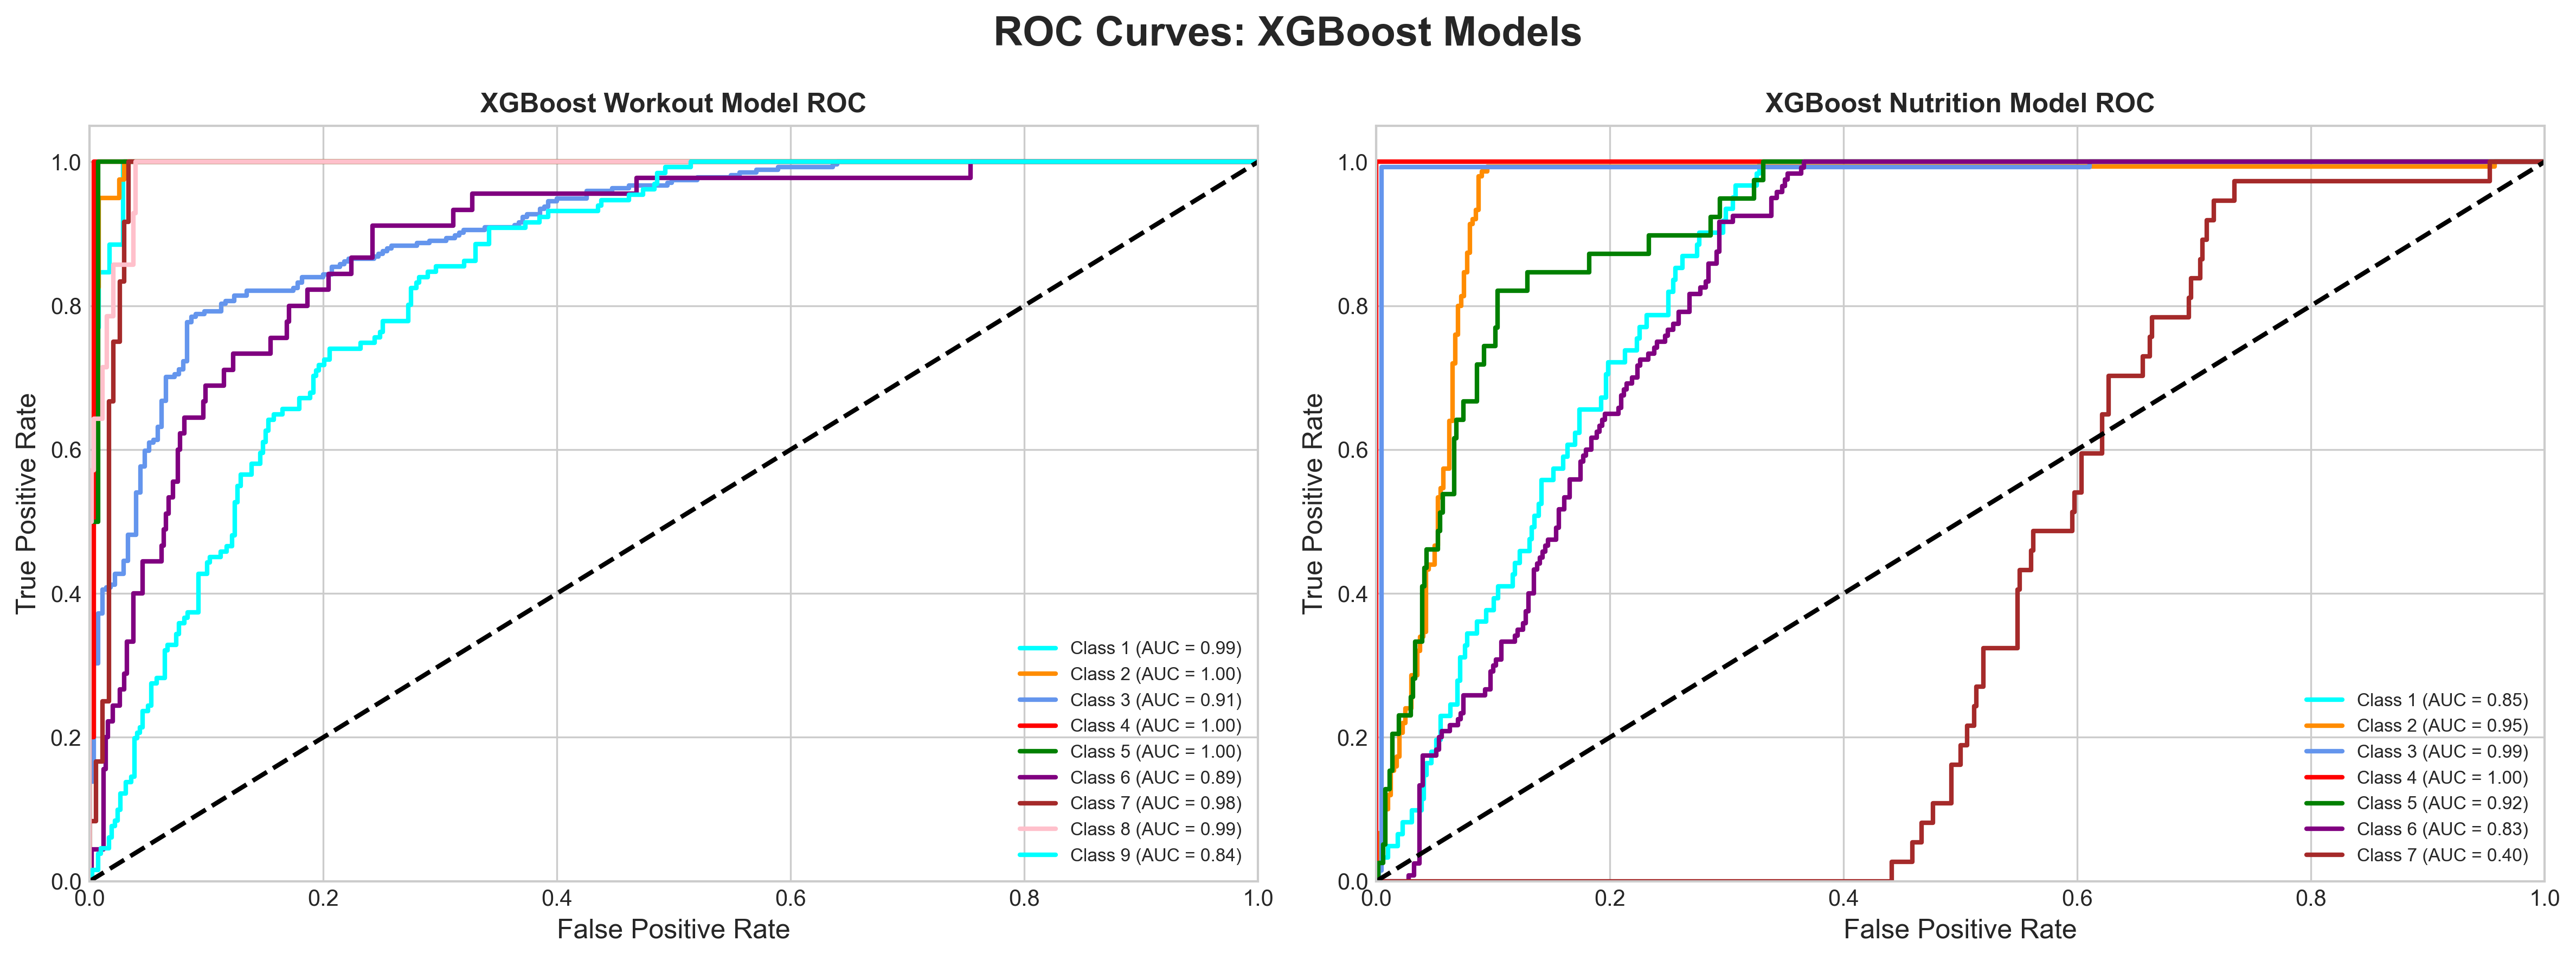 ROC Curves: XGBoost Models
XGBoost Workout Model ROC
True Positive Rate
1.0
0.8
0.6
0.4
0.2
0.0
0.0 0.2 0.4 0.6 0.8 1.0
False Positive Rate
Class 1 (AUC = 0.99)
Class 2 (AUC = 1.00)
Class 3 (AUC = 0.91)
Class 4 (AUC = 1.00)
Class 5 (AUC = 1.00)
Class 6 (AUC = 0.89)
Class 7 (AUC = 0.98)
Class 8 (AUC = 0.99)
Class 9 (AUC = 0.84)
XGBoost Nutrition Model ROC
True Positive Rate
1.0
0.8
0.6
0.4
0.2
0.0
0.0 0.2 0.4 0.6 0.8 1.0
False Positive Rate
Class 1 (AUC = 0.85)
Class 2 (AUC = 0.95)
Class 3 (AUC = 0.99)
Class 4 (AUC = 1.00)
Class 5 (AUC = 0.92)
Class 6 (AUC = 0.83)
Class 7 (AUC = 0.40)